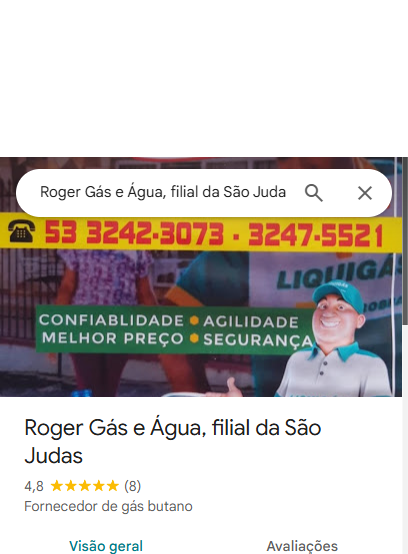 Roger Gás e Água, filial da São Juda
53 3242-3073 - 3247-5521
LIQUIGÁS
CONFIABLIDADE AGILIDADE
MELHOR PREÇO SEGURANÇA
Roger Gás e Água, filial da São
Judas
4,8 (8)
Fornecedor de gás butano
Visão geral Avaliações